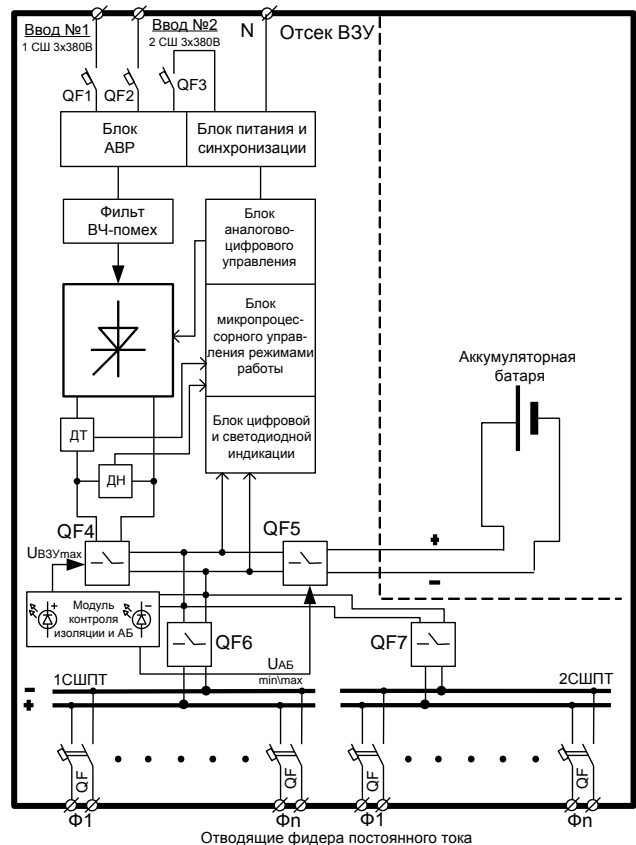 Ввод №1
1 СШ 3х380В
Ввод №2
2 СШ 3х380В
N
Отсек ВЗУ
QF1
QF2
QF3
Блок
АВР
Блок питания и
синхронизации
Фильт
ВЧ-помех
Блок
аналогово-
цифрового
управления
Блок
микропроцес-
сорного управ-
ления режимами
работы
Блок цифровой
и светодиодной
индикации
Аккумуляторная
батаря
ДТ
ДН
QF4
QF5
UВЗУmax
+
−
+
−
Модуль
контроля
изоляции и АБ
QF6
QF7
UАБ
min\max
1СШПТ
2СШПТ
−
+
QF
QF
QF
QF
Ф1
Фn
Ф1
Фn
Отводящие фидера постоянного тока